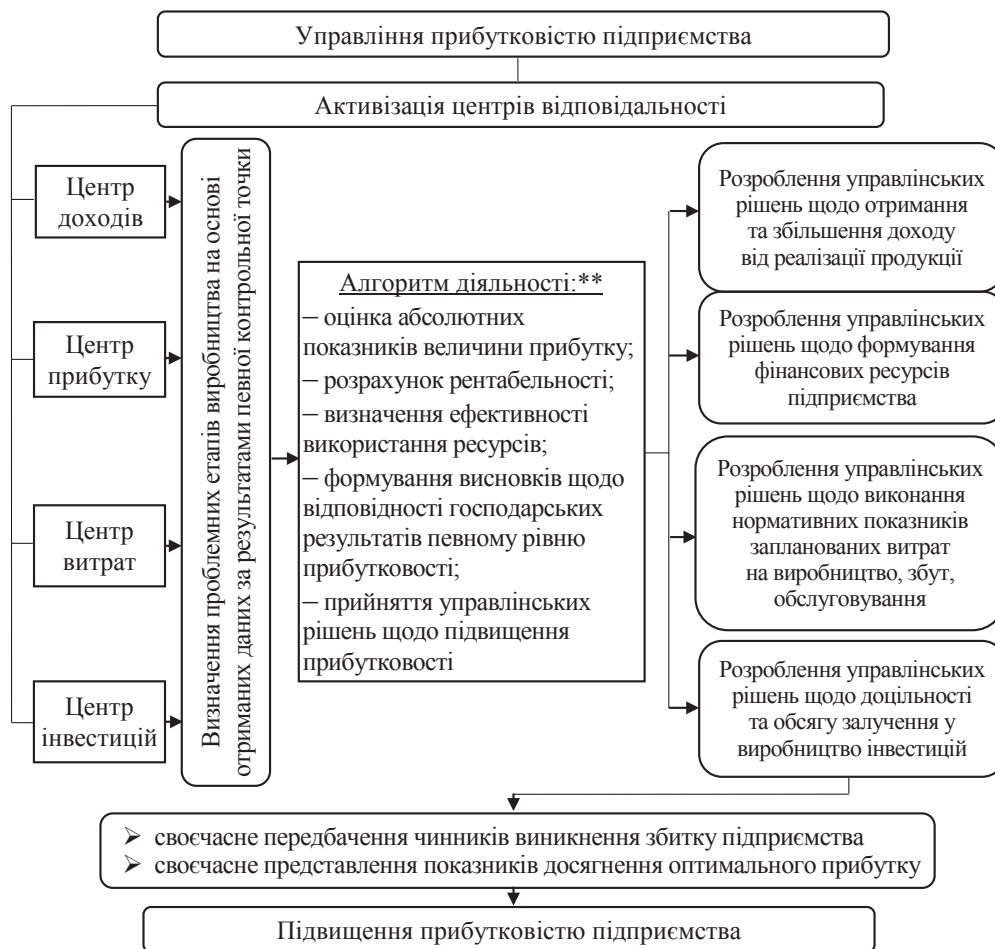 Управління прибутковістю підприємства
Активізація центрів відповідальності
Центр
доходів
Центр
прибутку
Центр
витрат
Центр
інвестицій
Визначення проблемних етапів виробництва на основі
отриманих даних за результатами певної контрольної точки
Алгоритм діяльності:**
– оцінка абсолютних
показників величини прибутку;
– розрахунок рентабельності;
– визначення ефективності
використання ресурсів;
– формування висновків щодо
відповідності господарських
результатів певному рівню
прибутковості;
– прийняття управлінських
рішень щодо підвищення
прибутковості
Розроблення управлінських
рішень щодо отримання
та збільшення доходу
від реалізації продукції
Розроблення управлінських
рішень щодо формування
фінансових ресурсів
підприємства
Розроблення управлінських
рішень щодо виконання
нормативних показників
запланованих витрат
на виробництво, збут,
обслуговування
Розроблення управлінських
рішень щодо доцільності
та обсягу залучення у
виробництво інвестицій
➢ своєчасне передбачення чинників виникнення збитку підприємства
➢ своєчасне представлення показників досягнення оптимального прибутку
Підвищення прибутковістю підприємства